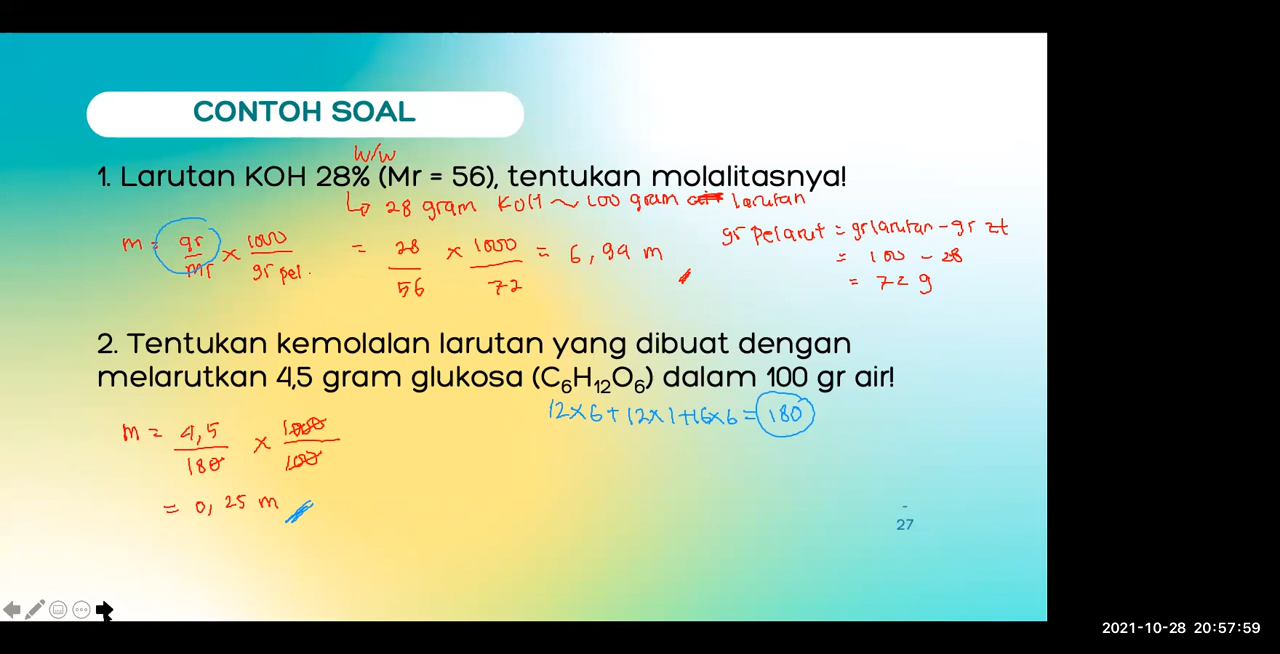 CONTOH SOAL
W/W
1. Larutan KOH 28% (Mr = 56), tentukan molalitasnya!
↳ 28 gram KOH ~ 100 gram larutan
m = gr/mr × 1000/gr pel. = 28/56 × 1000/72 = 6,94 m
gr pelarut = gr larutan - gr zt
= 100 - 28
= 72 g
2. Tentukan kemolalan larutan yang dibuat dengan
melarutkan 4,5 gram glukosa (C₆H₁₂O₆) dalam 100 gr air!
12×6 + 12×1 + 16×6 = 180
m = 4,5/180 × 1000/100
= 0,25 m
27
2021-10-28 20:57:59